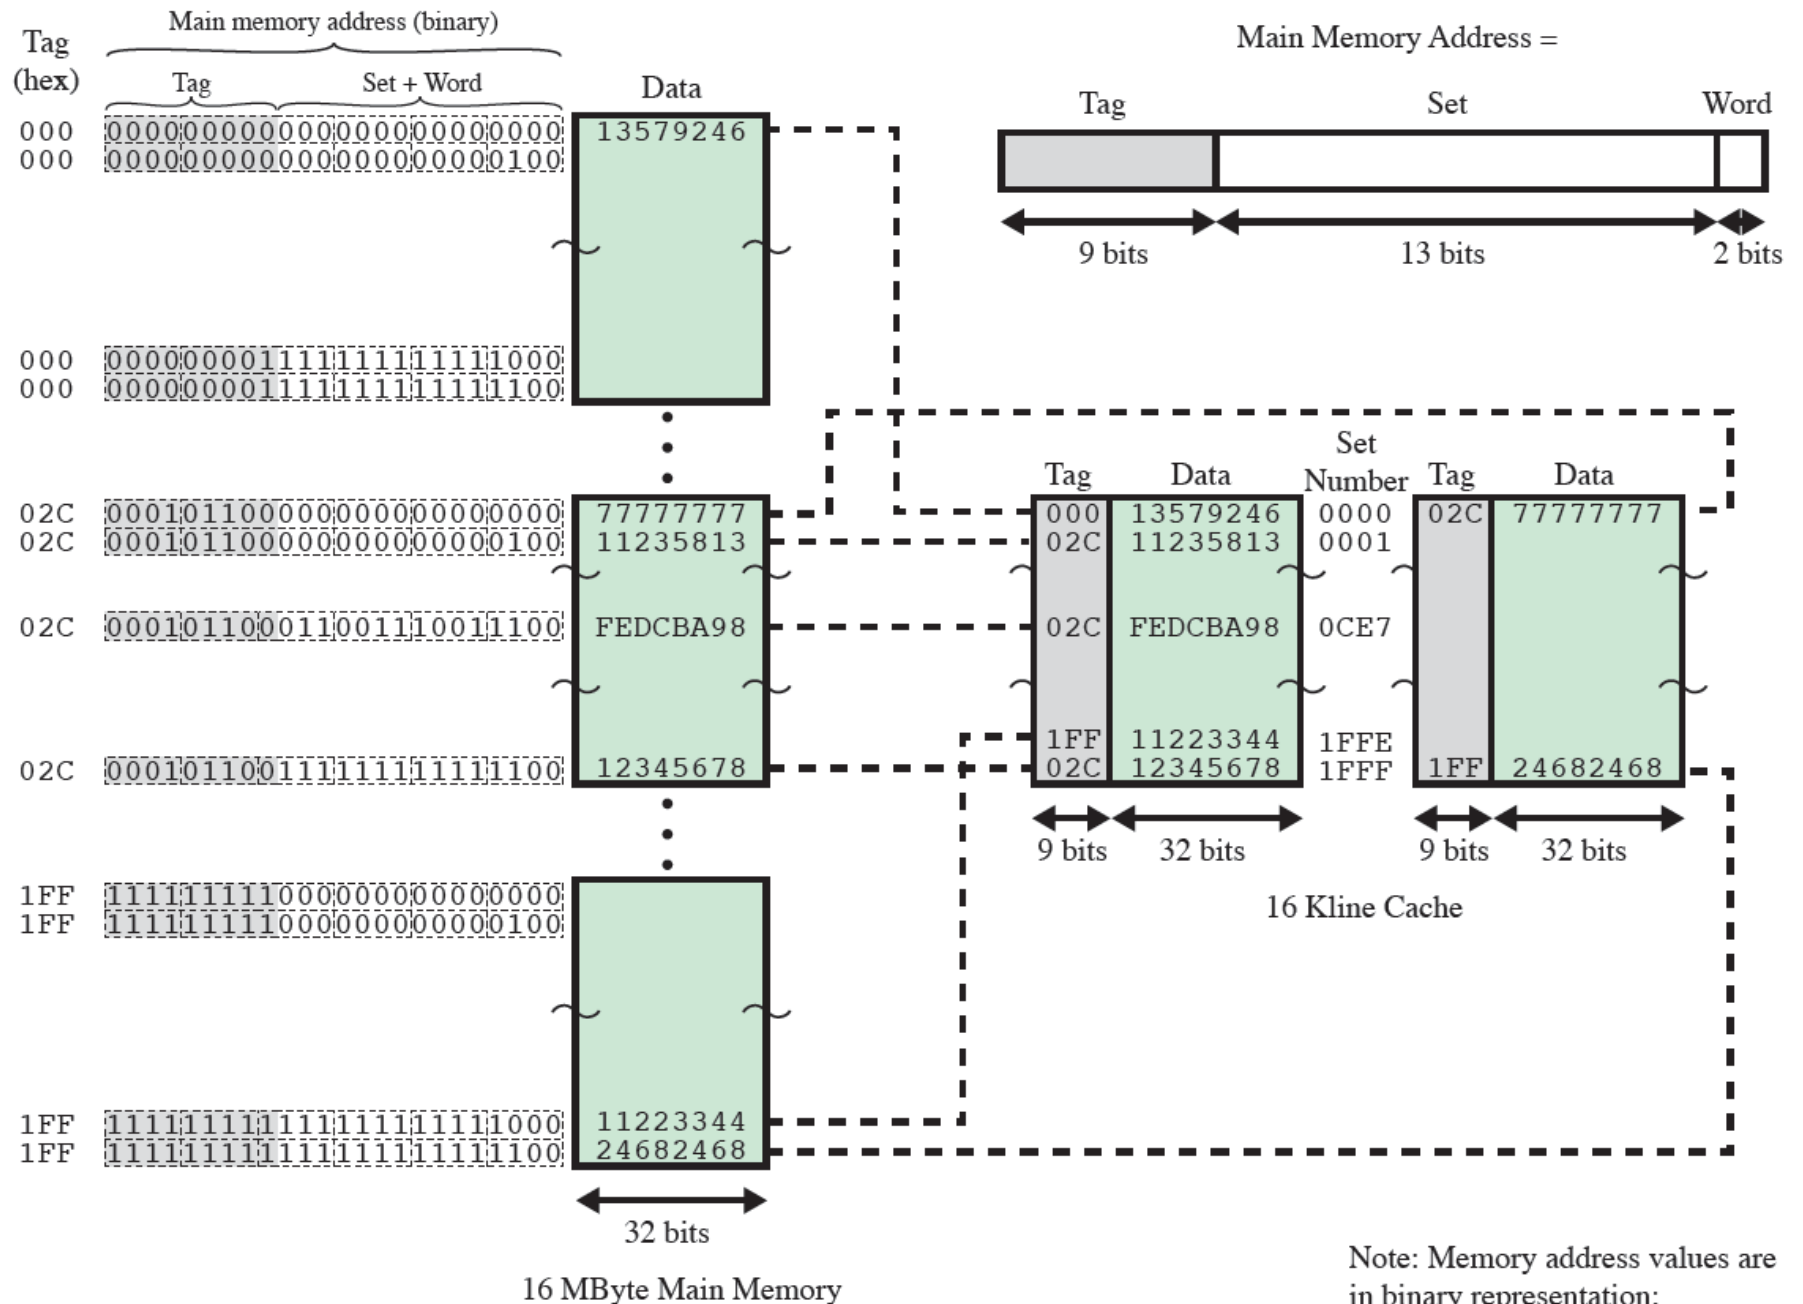 Main memory address (binary)
Tag
(hex)
Tag
Set + Word
Data
000 000000000000000000000000 13579246
000 000000000000000000000100
000 000000001111111111111000
000 000000001111111111111100
02C 000101100000000000000000 77777777
02C 000101100000000000000100 11235813
02C 000101100011001110011100 FEDCBA98
02C 000101100111111111111100 12345678
1FF 111111111000000000000000
1FF 111111111000000000000100
1FF 111111111111111111111000 11223344
1FF 111111111111111111111100 24682468
32 bits
16 MByte Main Memory
Main Memory Address =
Tag Set Word
9 bits 13 bits 2 bits
Set
Tag Data Number Tag Data
000 13579246 0000 02C 77777777
02C 11235813 0001
02C FEDCBA98 0CE7
1FF 11223344 1FFE
02C 12345678 1FFF 1FF 24682468
9 bits 32 bits 9 bits 32 bits
16 Kline Cache
Note: Memory address values are
in binary representation;